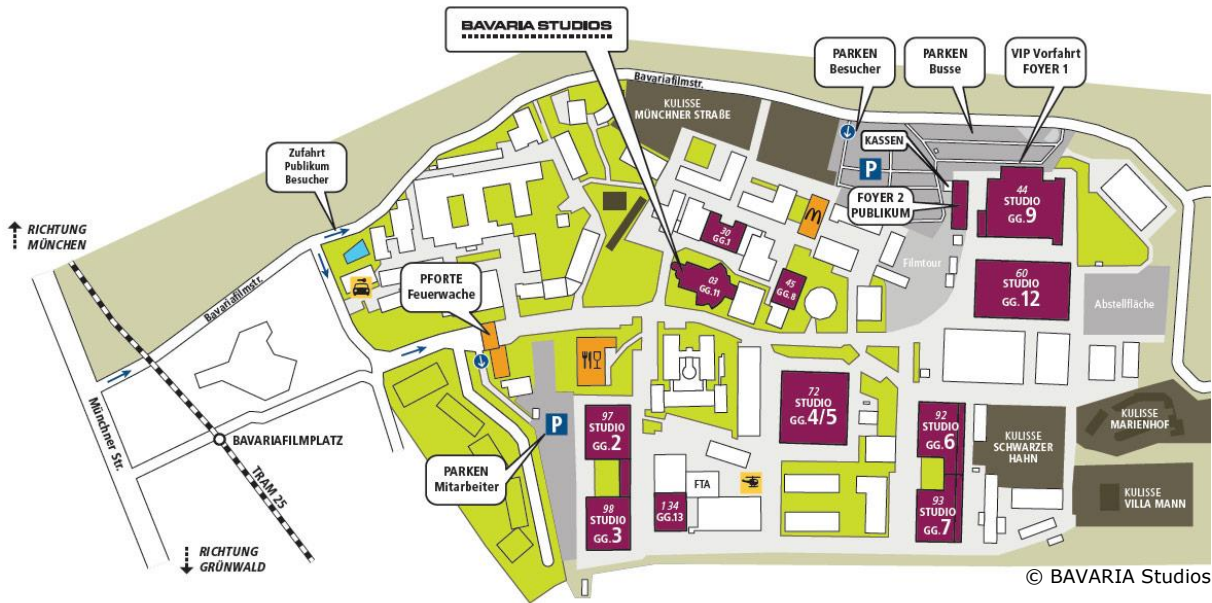 BAVARIA STUDIOS
PARKEN
Besucher
PARKEN
Busse
VIP Vorfahrt
FOYER 1
Bavariafilmstr.
KULISSE
MÜNCHNER STRAßE
KASSEN
Zufahrt
Publikum
Besucher
P
FOYER 2
PUBLIKUM
44
STUDIO
GG.9
RICHTUNG
MÜNCHEN
30
GG.1
Filmtour
60
STUDIO
GG.12
PFORTE
Feuerwache
03
GG.11
45
GG.8
Abstellfläche
Bavariafilmstr.
Münchner Str.
BAVARIAFILMPLATZ
TRAM 25
P
PARKEN
Mitarbeiter
97
STUDIO
GG.2
72
STUDIO
GG.4/5
92
STUDIO
GG.6
KULISSE
SCHWARZER
HAHN
KULISSE
MARIENHOF
FTA
134
GG.13
98
STUDIO
GG.3
93
STUDIO
GG.7
KULISSE
VILLA MANN
RICHTUNG
GRÜNWALD
© BAVARIA Studios